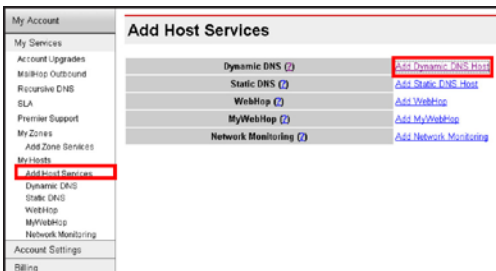 My Account
My Services
Account Upgrades
MailHop Outbound
Recursive DNS
SLA
Premier Support
My Zones
Add Zone Services
My Hosts
Add Host Services
Dynamic DNS
Static DNS
WebHop
MyWebHop
Network Monitoring
Account Settings
Billing
Add Host Services
Dynamic DNS (?) Add Dynamic DNS Host
Static DNS (?) Add Static DNS Host
WebHop (?) Add WebHop
MyWebHop (?) Add MyWebHop
Network Monitoring (?) Add Network Monitoring